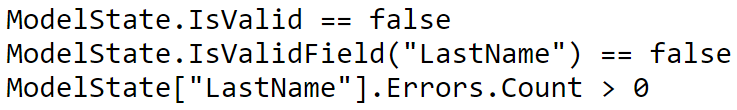 ModelState.IsValid == false
ModelState.IsValidField("LastName") == false
ModelState["LastName"].Errors.Count > 0